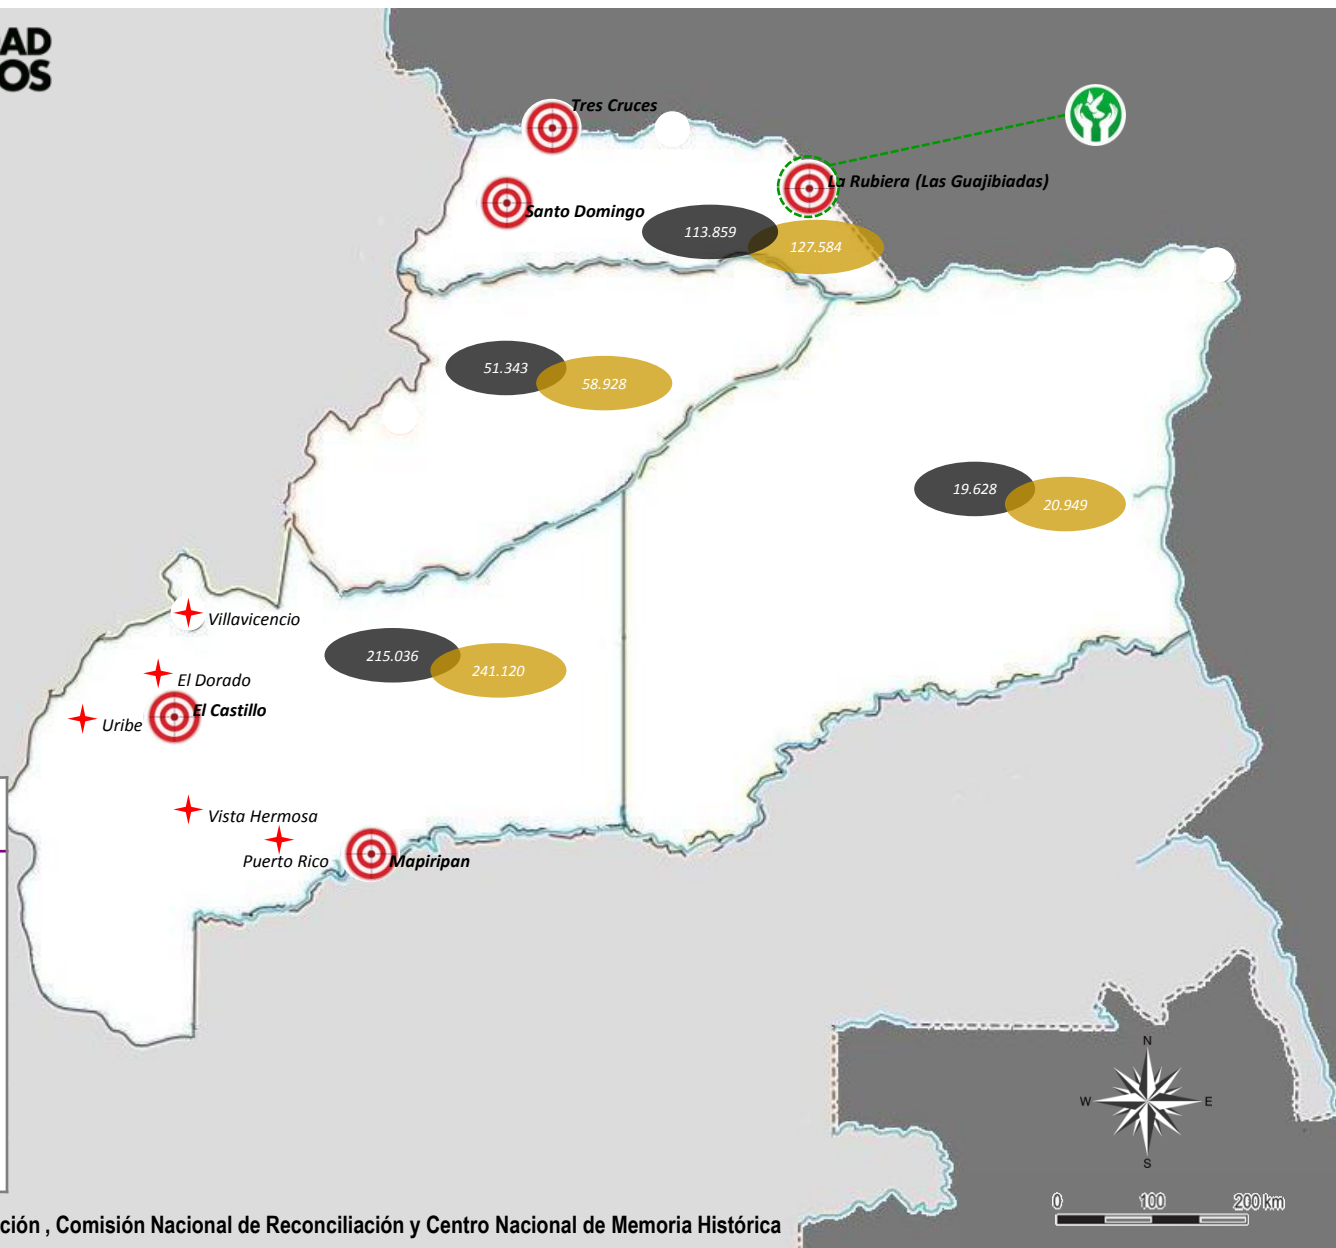 AD
OS
Tres Cruces
La Rubiera (Las Guajibiadas)
Santo Domingo
113.859
127.584
51.343
58.928
19.628
20.949
Villavicencio
215.036
241.120
El Dorado
El Castillo
Uribe
Vista Hermosa
Puerto Rico
Mapiripan
N
W
E
S
0
100
200 km
ción , Comisión Nacional de Reconciliación y Centro Nacional de Memoria Histórica